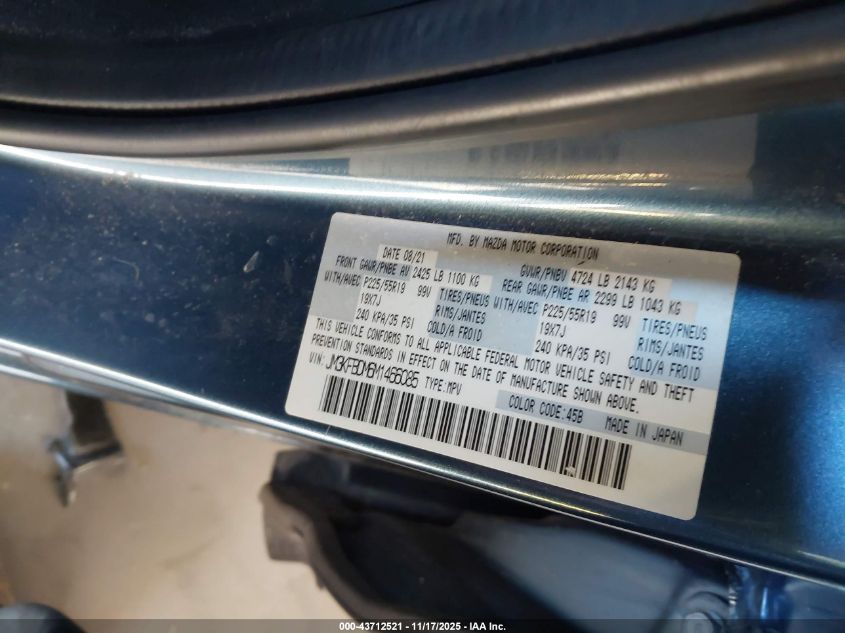 MFD. BY MAZDA MOTOR CORPORATION
DATE 08/21
GVWR/PNBV 4724 LB 2143 KG
FRONT GAWR/PNBE AV 2425 LB 1100 KG
REAR GAWR/PNBE AR 2299 LB 1043 KG
WITH/AVEC P225/55R19 99V TIRES/PNEUS
19X7J RIMS/JANTES
240 KPA/35 PSI COLD/A FROID
WITH/AVEC P225/55R19 99V TIRES/PNEUS
19X7J RIMS/JANTES
240 KPA/35 PSI COLD/A FROID
THIS VEHICLE CONFORMS TO ALL APPLICABLE FEDERAL MOTOR VEHICLE SAFETY AND THEFT
PREVENTION STANDARDS IN EFFECT ON THE DATE OF MANUFACTURE SHOWN ABOVE.
VIN: JM3KFBDM6M1466085 TYPE:MPV
COLOR CODE:45B MADE IN JAPAN
000-43712521 - 11/17/2025 - IAA Inc.